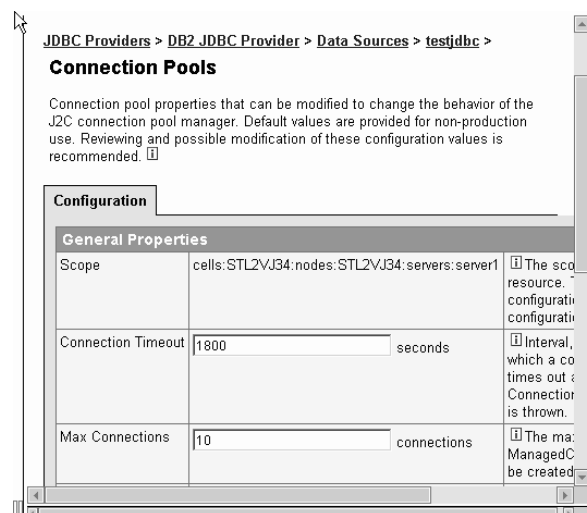 JDBC Providers > DB2 JDBC Provider > Data Sources > testjdbc >
Connection Pools
Connection pool properties that can be modified to change the behavior of the
J2C connection pool manager. Default values are provided for non-production
use. Reviewing and possible modification of these configuration values is
recommended. i
Configuration
General Properties
Scope
cells:STL2VJ34:nodes:STL2VJ34:servers:server1
i The sco
resource.
configurati
configurati
Connection Timeout
1800
seconds
i Interval,
which a co
times out a
Connection
is thrown.
Max Connections
10
connections
i The ma
ManagedC
be created